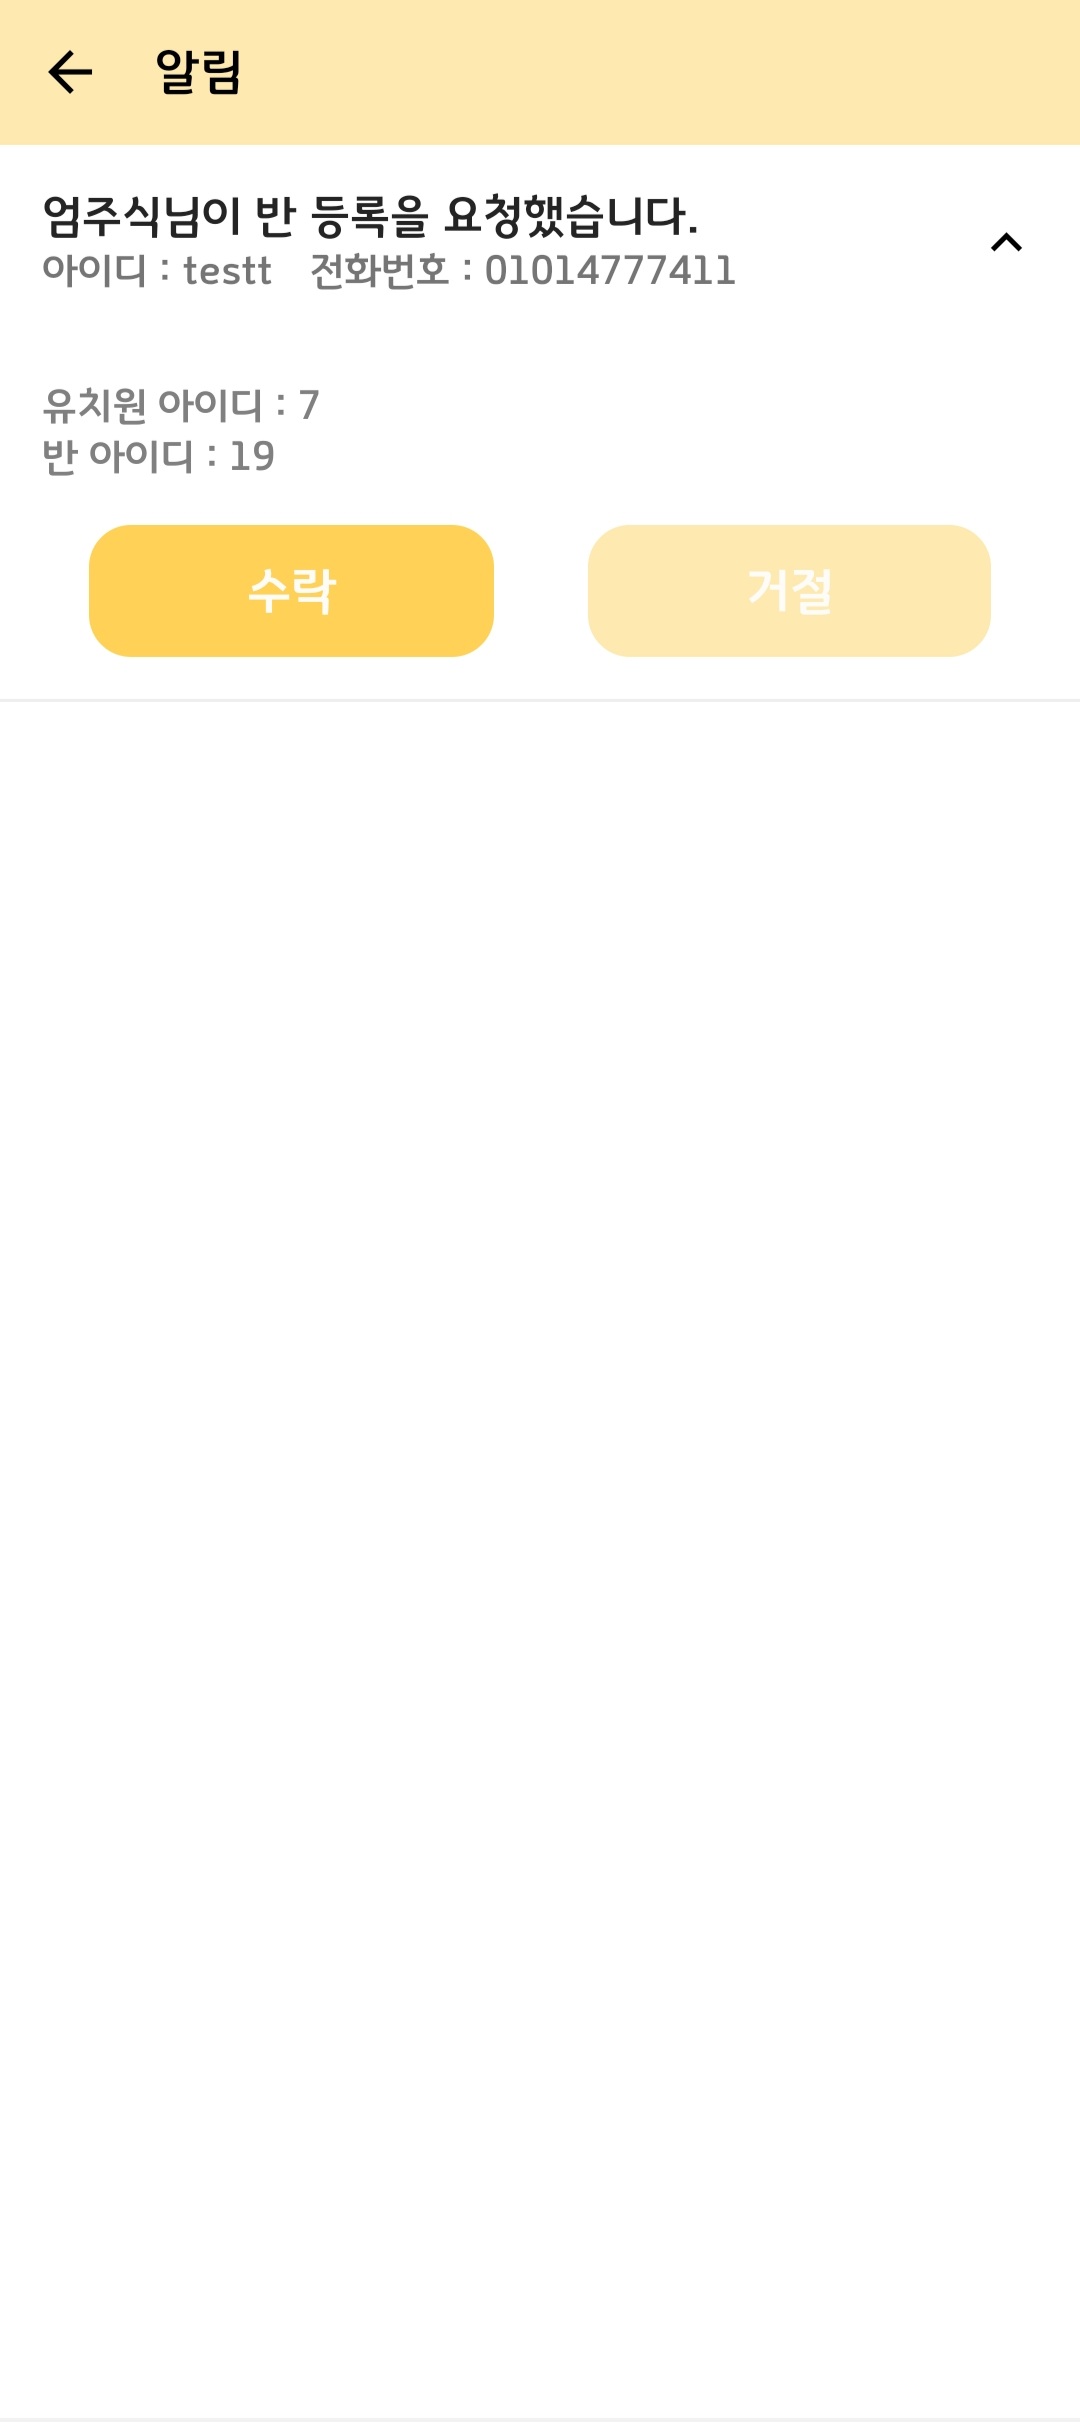 알림
엄주식님이 반 등록을 요청했습니다.
아이디 : testt 전화번호 : 01014777411
유치원 아이디 : 7
반 아이디 : 19
수락 거절